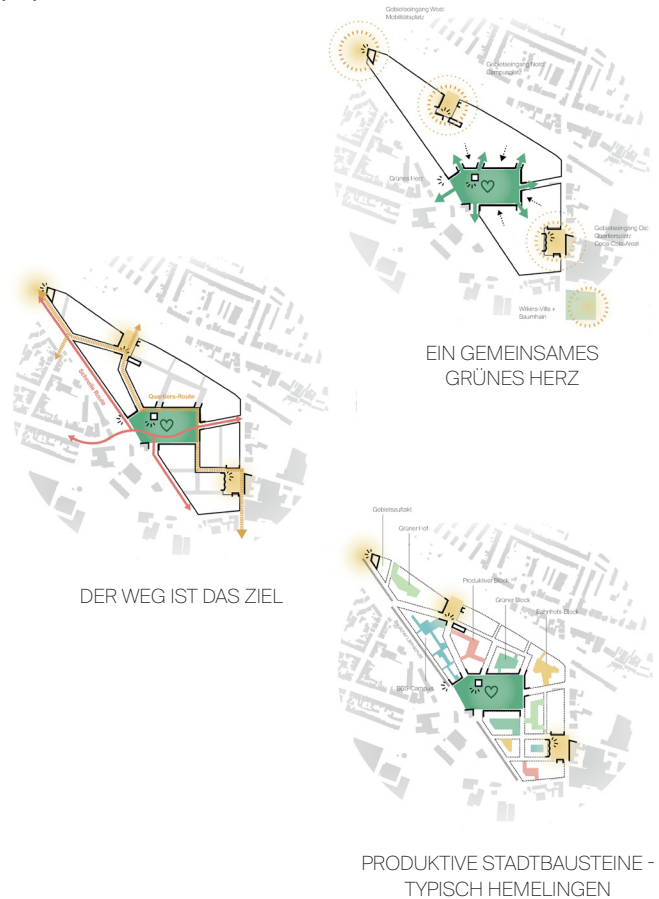 Gebietseingang West:
Mobilitätsplatz
Gebietseingang Nord
Campusplatz
Grünes Herz
Gebietseingang Ost:
Quartiersplatz
Coca-Cola-Areal
Wilkins-Villa +
Baumhain
EIN GEMEINSAMES
GRÜNES HERZ
Schnelle Route
Quartiers-Route
DER WEG IST DAS ZIEL
Gebietsauftakt
Grüner Hof
Produktiver Block
Grüner Block
Bahnhofs-Block
BBS-Campus
PRODUKTIVE STADTBAUSTEINE -
TYPISCH HEMELINGEN